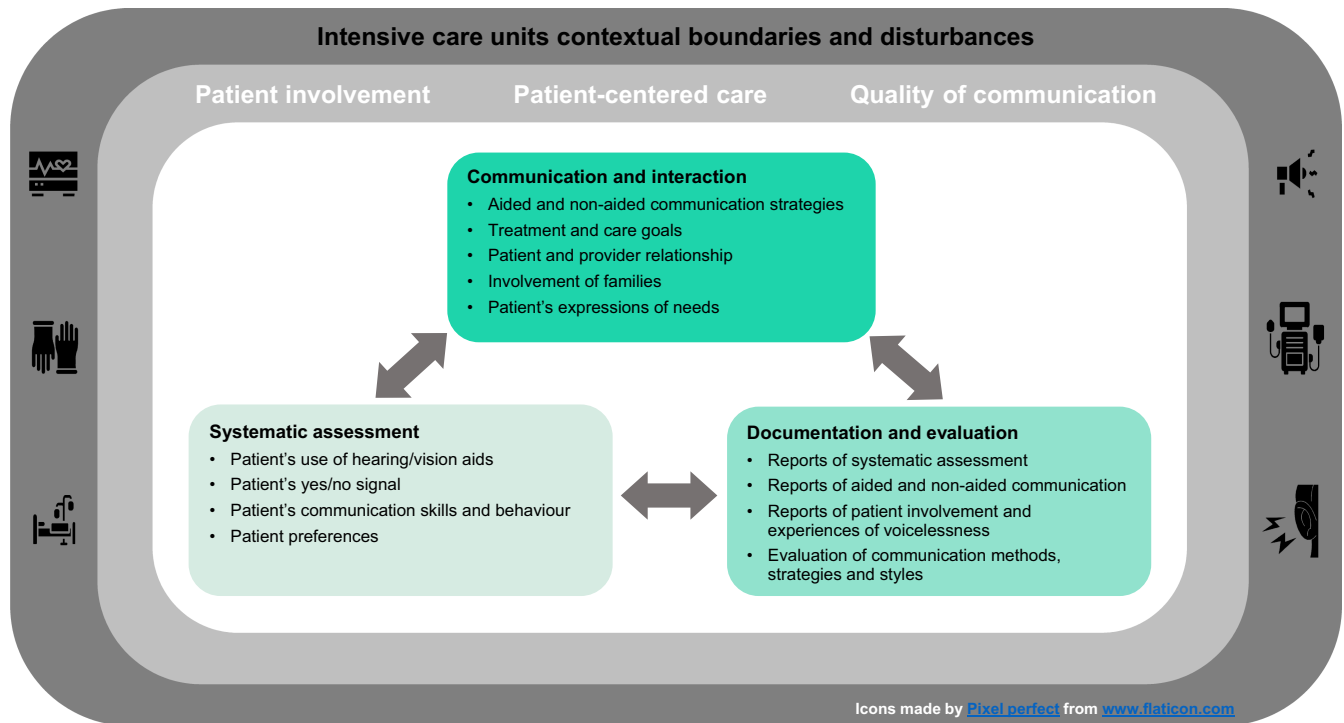 Intensive care units contextual boundaries and disturbances
Patient involvement
Patient-centered care
Quality of communication
Communication and interaction
• Aided and non-aided communication strategies
• Treatment and care goals
• Patient and provider relationship
• Involvement of families
• Patient’s expressions of needs
Systematic assessment
• Patient’s use of hearing/vision aids
• Patient’s yes/no signal
• Patient’s communication skills and behaviour
• Patient preferences
Documentation and evaluation
• Reports of systematic assessment
• Reports of aided and non-aided communication
• Reports of patient involvement and
experiences of voicelessness
• Evaluation of communication methods,
strategies and styles
Icons made by Pixel perfect from www.flaticon.com